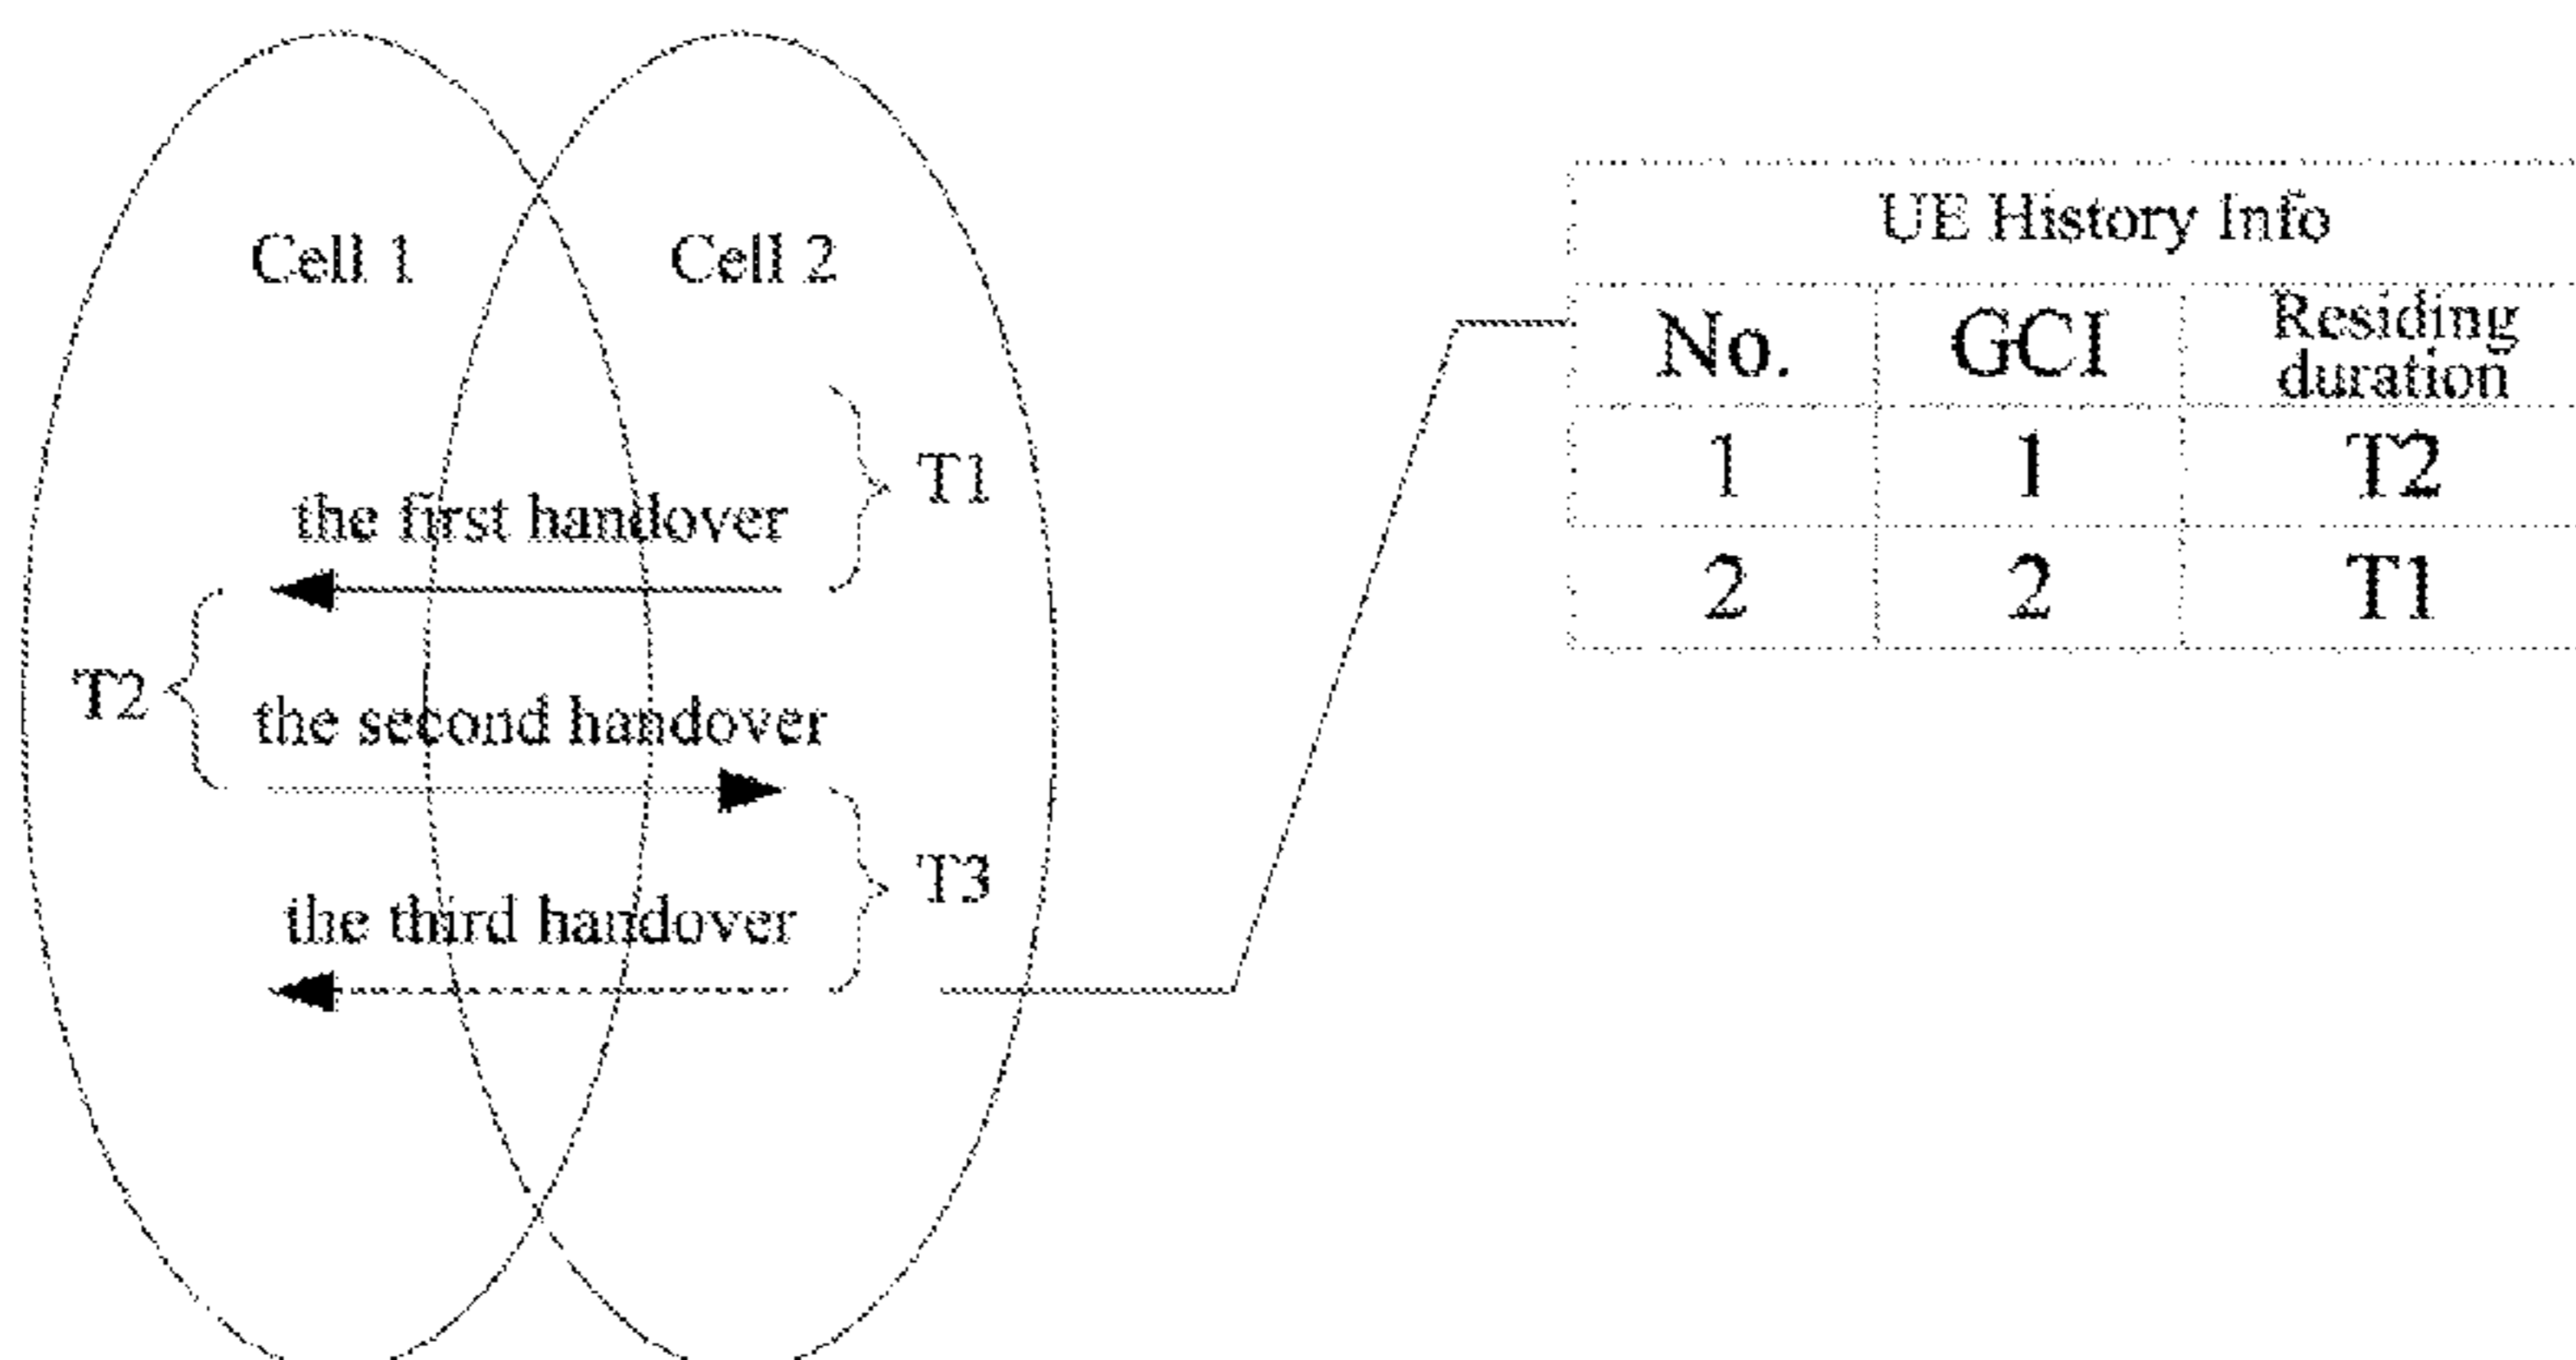 Cell 1
Cell 2
T1
the first handover
T2
the second handover
T3
the third handover
UE History Info
No. GCI Residing duration
1 1 T2
2 2 T1